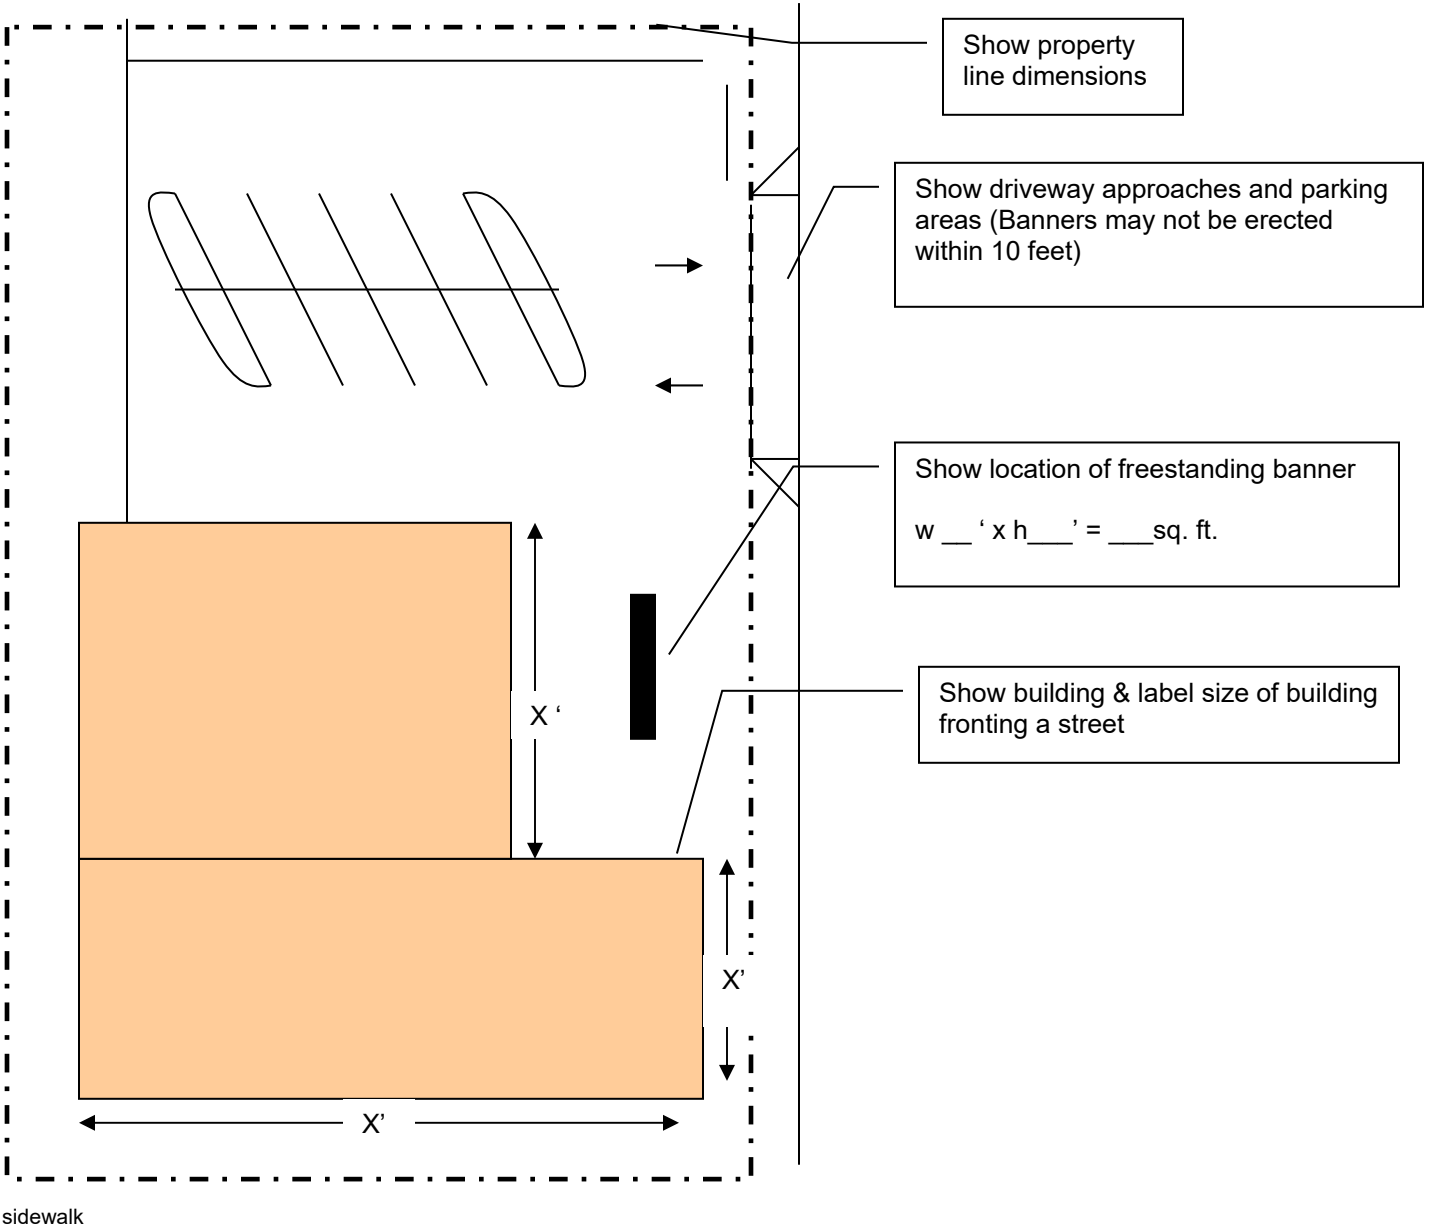 Show property
line dimensions
Show driveway approaches and parking
areas (Banners may not be erected
within 10 feet)
Show location of freestanding banner
w __ ‘ x h___’ = ___sq. ft.
Show building & label size of building
fronting a street
X ‘
X’
X’
sidewalk